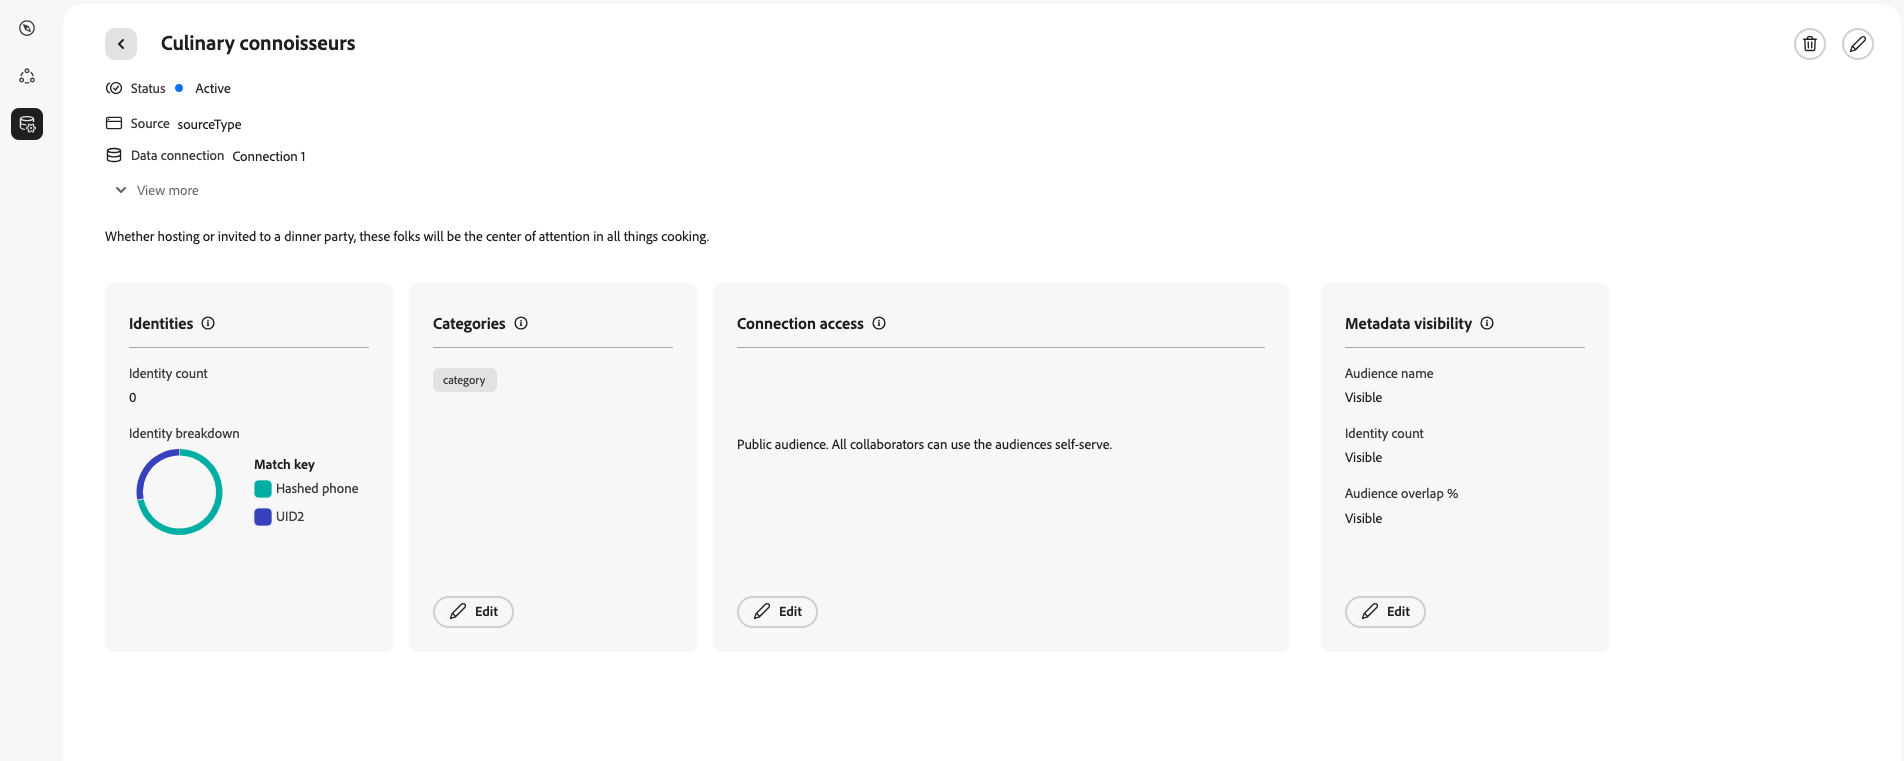 Culinary connoisseurs
Status Active
Source sourceType
Data connection Connection 1
View more
Whether hosting or invited to a dinner party, these folks will be the center of attention in all things cooking.
Identities
Identity count
0
Identity breakdown
Match key
Hashed phone
UID2
Categories
category
Edit
Connection access
Public audience. All collaborators can use the audiences self-serve.
Edit
Metadata visibility
Audience name
Visible
Identity count
Visible
Audience overlap %
Visible
Edit